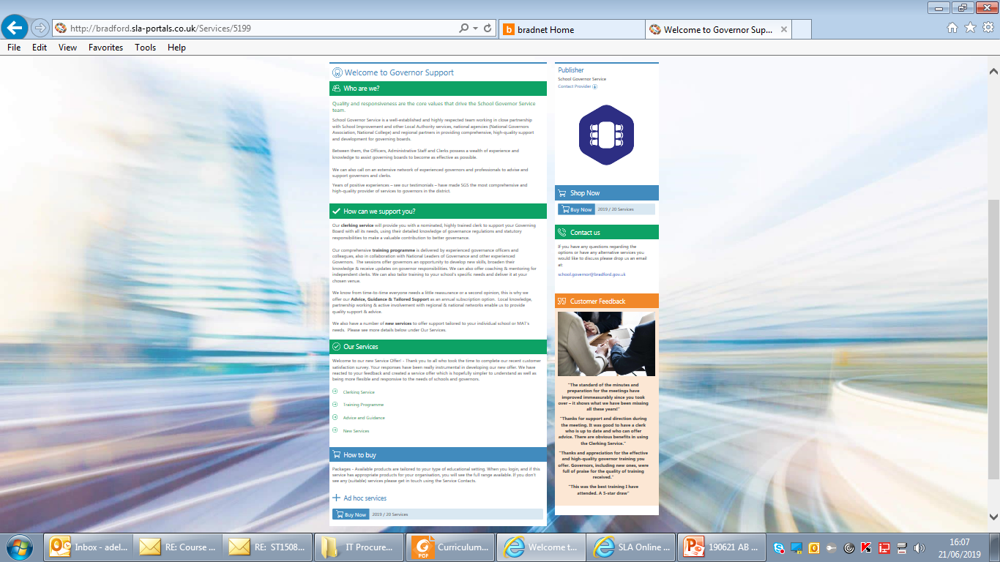 http://bradford.sla-portals.co.uk/Services/5199
bradnet Home
Welcome to Governor Sup...
File Edit View Favorites Tools Help
Welcome to Governor Support
Who are we?
Quality and responsiveness are the core values that drive the School Governor Service
team.
School Governor Service is a well-established and highly respected team working in close partnership
with School Improvement and other Local Authority services, national agencies (National Governors
Association, National College) and regional partners in providing comprehensive, high-quality support
and development for governing boards.
Between them, the Officers, Administrative Staff and Clerks possess a wealth of experience and
knowledge to assist governing boards to become as effective as possible.
We can also call on an extensive network of experienced governors and professionals to advise and
support governors and clerks.
Years of positive experiences – see our testimonials – have made SGS the most comprehensive and
high-quality provider of services to governors in the district.
How can we support you?
Our clerking service will provide you with a nominated, highly trained clerk to support your Governing
Board with all its needs, using their detailed knowledge of governance regulations and statutory
responsibilities to make a valuable contribution to better governance.
Our comprehensive training programme is delivered by experienced governance officers and
colleagues, also in collaboration with National Leaders of Governance and other experienced
Governors. The sessions offer governors an opportunity to develop new skills, broaden their
knowledge & receive updates on governor responsibilities. We can also offer coaching & mentoring for
independent clerks. We can also tailor training to your school's specific needs and deliver it at your
chosen venue.
We know from time-to-time everyone needs a little reassurance or a second opinion, this is why we
offer our Advice, Guidance & Tailored Support as an annual subscription option. Local knowledge,
partnership working & active involvement with regional & national networks enable us to provide
quality support & advice.
We also have a number of new services to offer support tailored to your individual school or MAT's
needs. Please see more details below under Our Services.
Our Services
Welcome to our new Service Offer! - Thank you to all who took the time to complete our recent customer
satisfaction survey. Your responses have been really instrumental in developing our new offer. We have
reacted to your feedback and created a service offer which is hopefully simpler to understand as well as
being more flexible and responsive to the needs of schools and governors.
Clerking Service
Training Programme
Advice and Guidance
New Services
How to buy
Packages - Available products are tailored to your type of educational setting. When you login, and if this
service has appropriate products for your organisation, you will see the full range available. If you don't
see any (suitable) services please get in touch using the Service Contacts.
Ad hoc services
Buy Now 2019 / 20 Services
Publisher
School Governor Service
Contact Provider
Shop Now
Buy Now 2019 / 20 Services
Contact us
If you have any questions regarding the
options or have any alternative services you
would like to discuss please drop us an email
at:
school.governor@bradford.gov.uk
Customer Feedback
"The standard of the minutes and
preparation for the meetings have
improved immeasurably since you took
over – it shows what we have been missing
all these years!"
"Thanks for support and direction during
the meeting. It was good to have a clerk
who is up to date and who can offer
advice. There are obvious benefits in using
the Clerking Service."
"Thanks and appreciation for the effective
and high-quality governor training you
offer. Governors, including new ones, were
full of praise for the quality of training
received."
"This was the best training I have
attended. A 5-star draw"
Inbox - adel...
RE: Course ...
RE: ST1508...
IT Procure...
PDF
Curriculum...
Welcome t...
SLA Online ...
190621 AB ...
16:07
21/06/2019